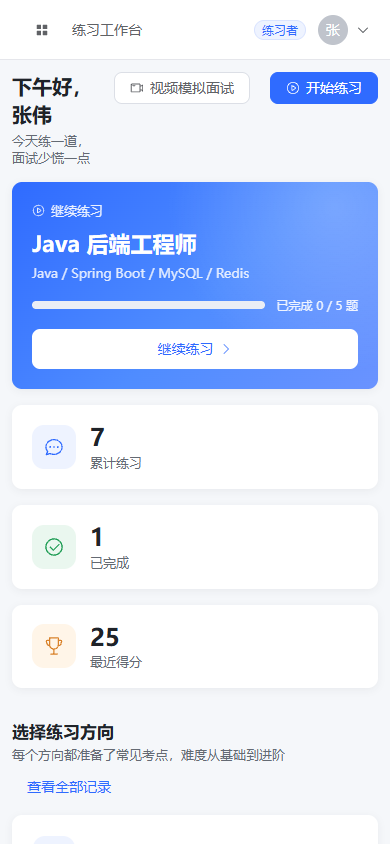 练习工作台
练习者
张
下午好，
张伟
今天练一道，
面试少慌一点
视频模拟面试
开始练习
继续练习
Java 后端工程师
Java / Spring Boot / MySQL / Redis
已完成 0 / 5 题
继续练习
7
累计练习
1
已完成
25
最近得分
选择练习方向
每个方向都准备了常见考点，难度从基础到进阶
查看全部记录